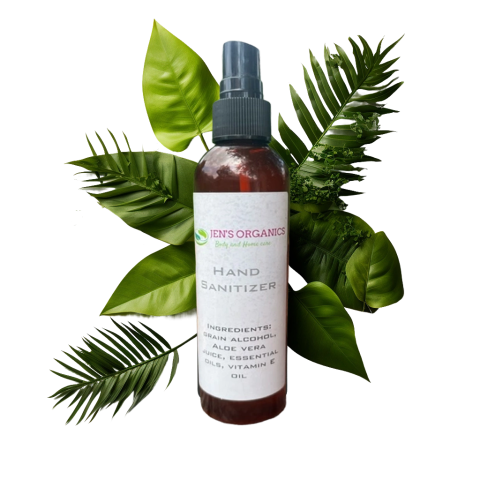 JEN'S ORGANICS
Body and Home care
HAND
SANITIZER
INGREDIENTS:
GRAIN ALCOHOL,
ALOE VERA
JUICE, ESSENTIAL
OILS, VITAMIN E
OIL